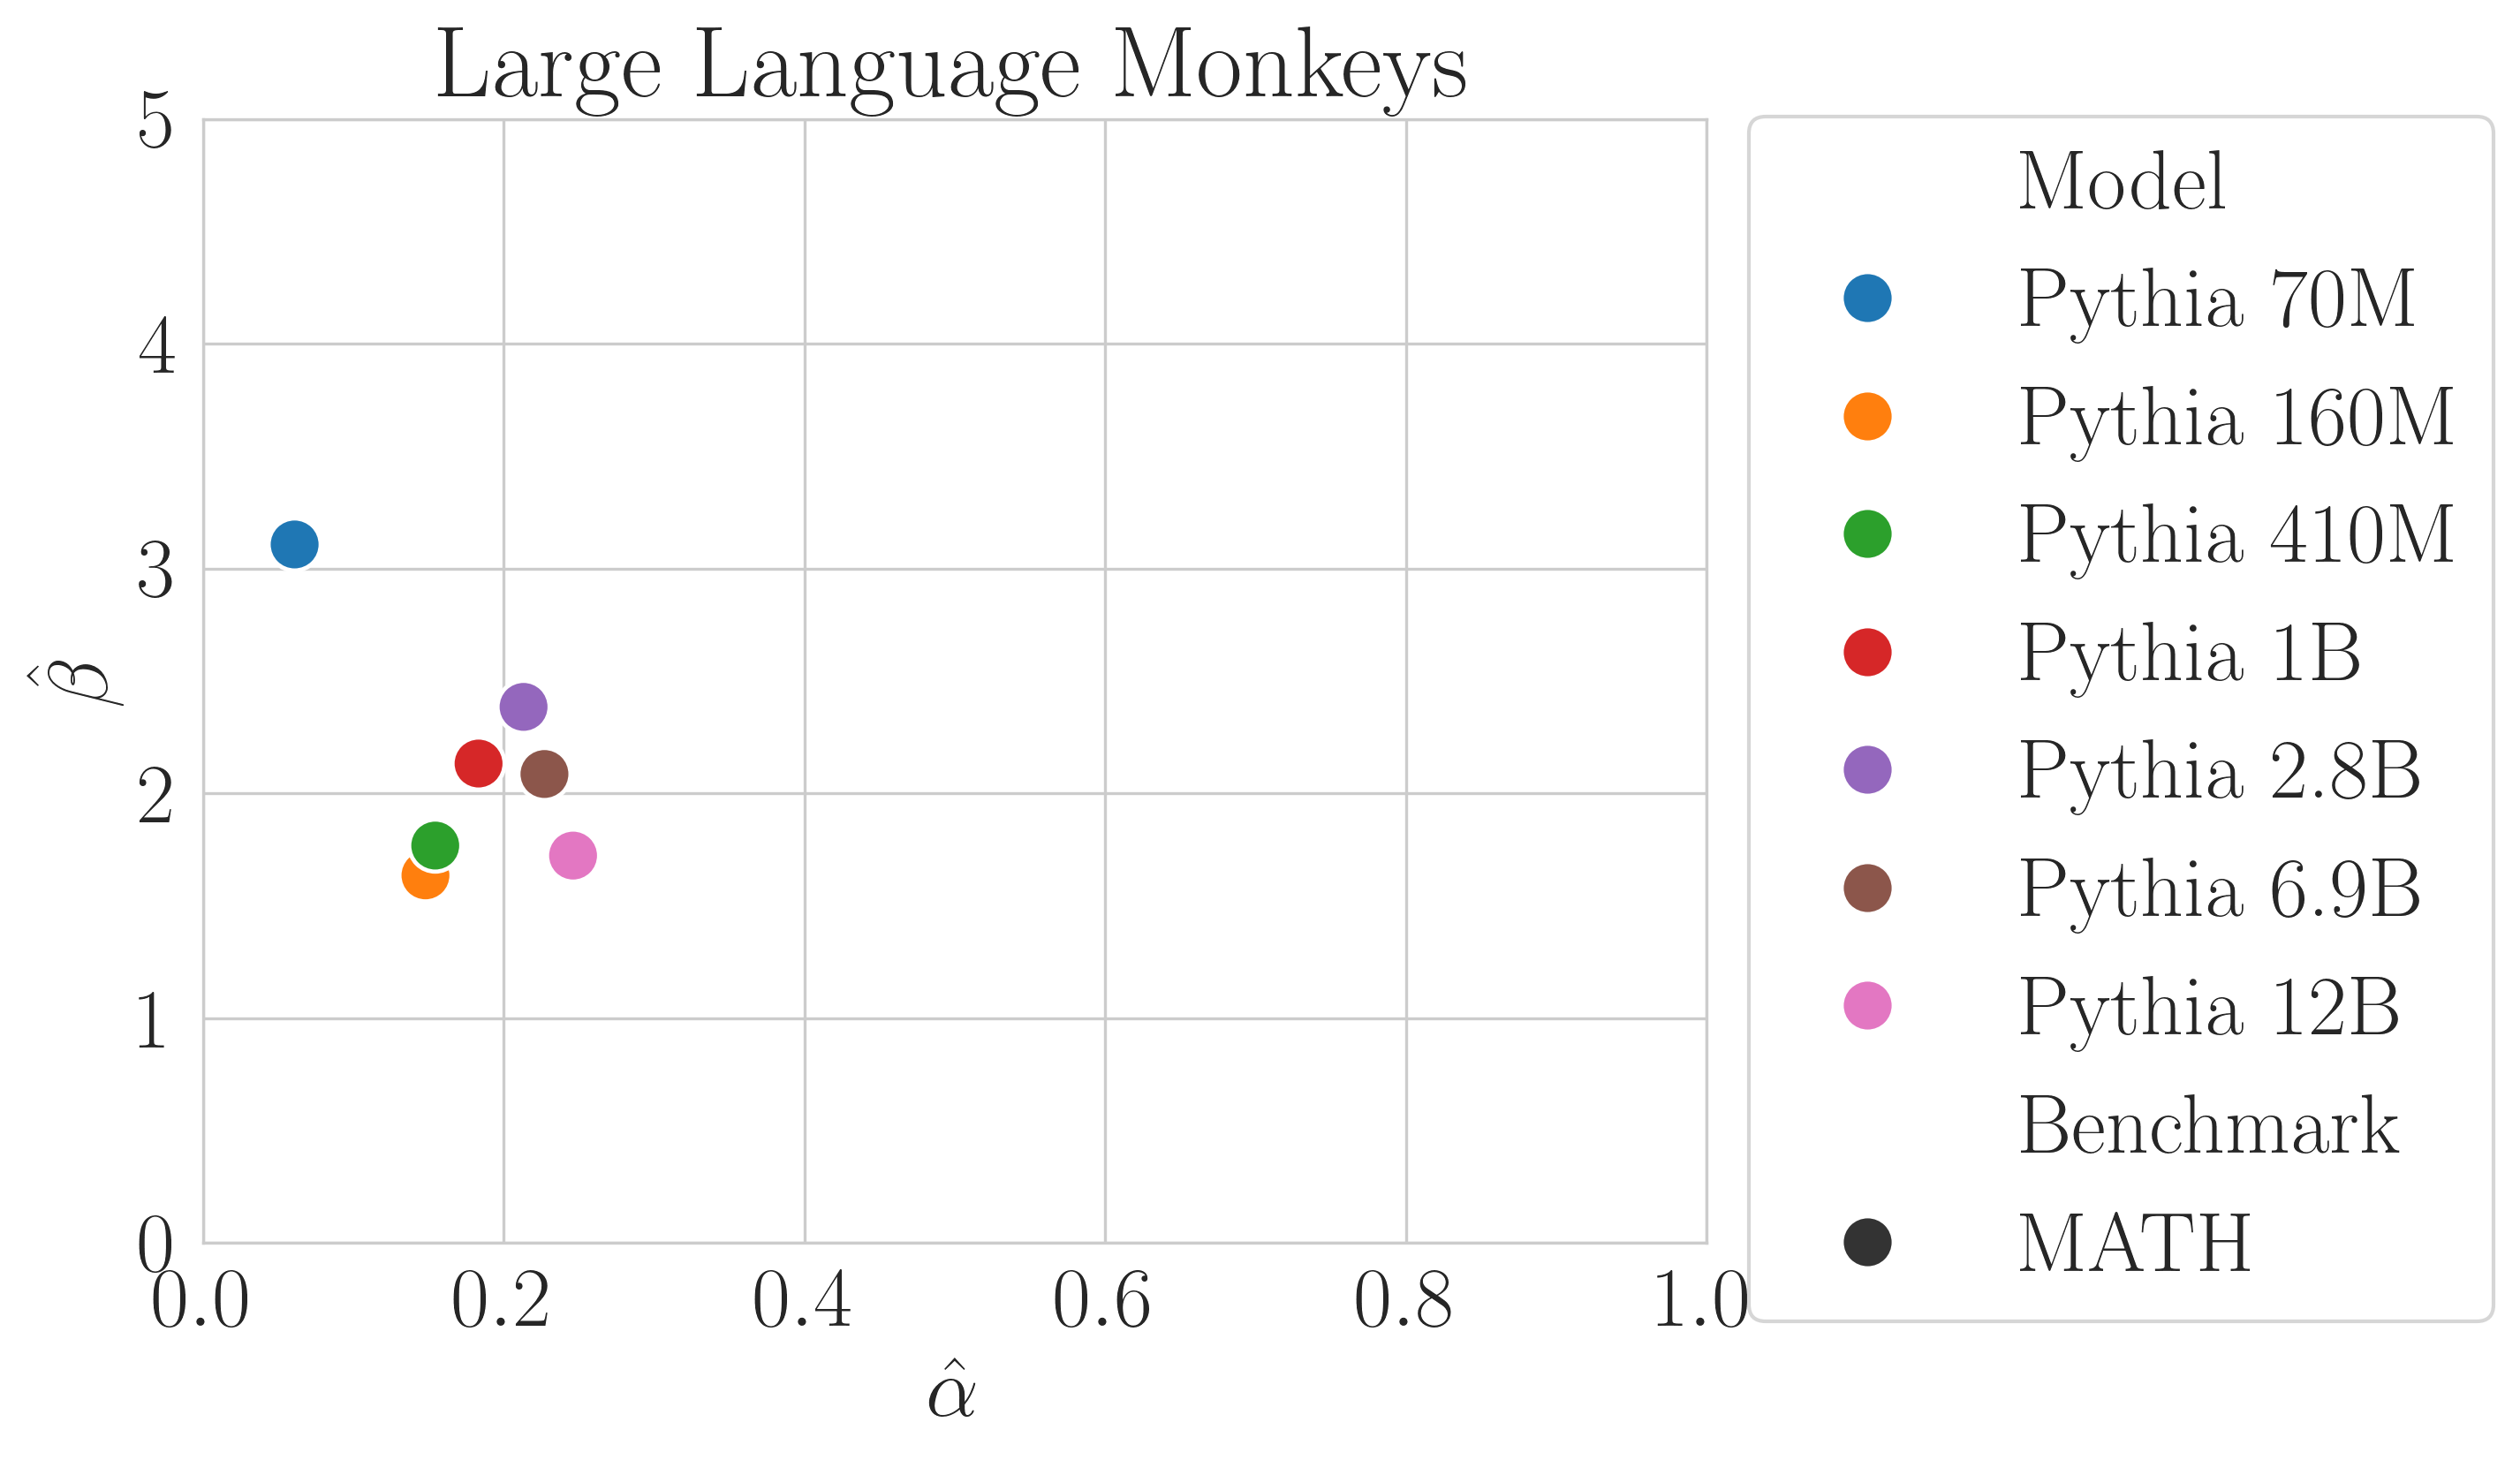 Large Language Monkeys
5
4
3
2
1
0
β̂
0.0 0.2 0.4 0.6 0.8 1.0
α̂
Model
Pythia 70M
Pythia 160M
Pythia 410M
Pythia 1B
Pythia 2.8B
Pythia 6.9B
Pythia 12B
Benchmark
MATH